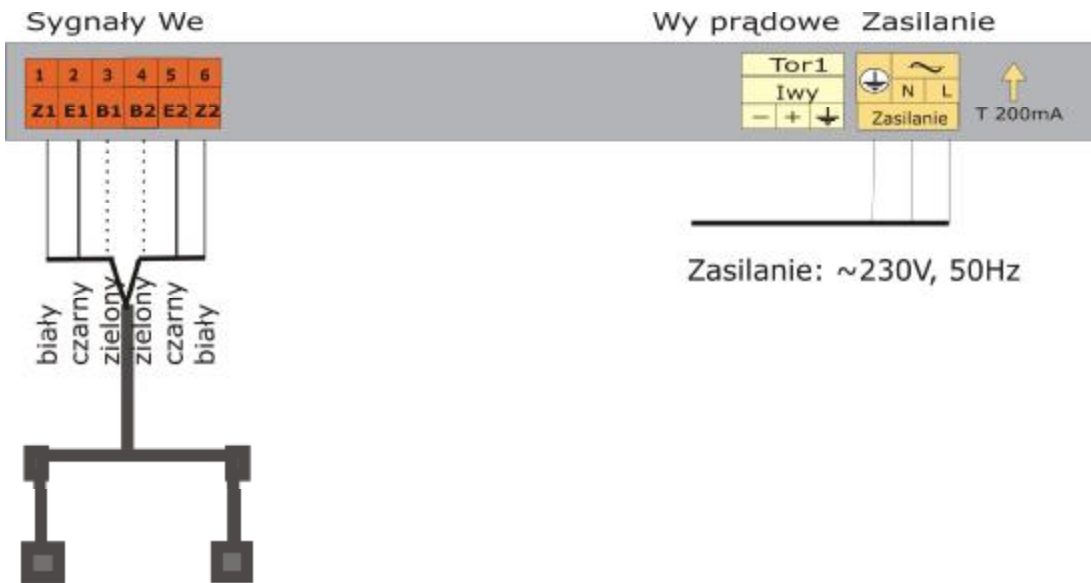 Sygnały We
Wy prądowe Zasilanie
1 2 3 4 5 6
Z1 E1 B1 B2 E2 Z2
Tor1
Iwy
- + 
~
N L
Zasilanie
T 200mA
biały
czarny
zielony
zielony
czarny
biały
Zasilanie: ~230V, 50Hz